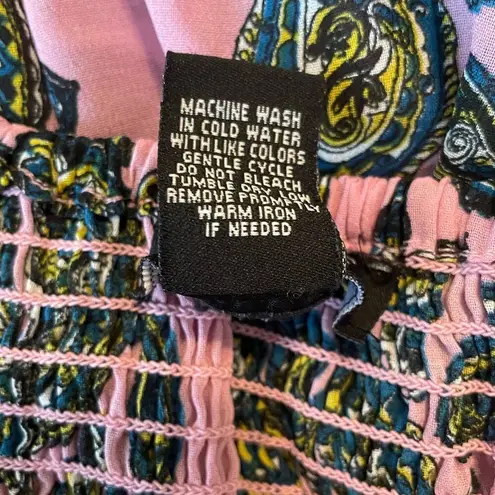 MACHINE WASH
IN COLD WATER
WITH LIKE COLORS
GENTLE CYCLE
DO NOT BLEACH
TUMBLE DRY LOW
REMOVE PROMPTLY
WARM IRON
IF NEEDED